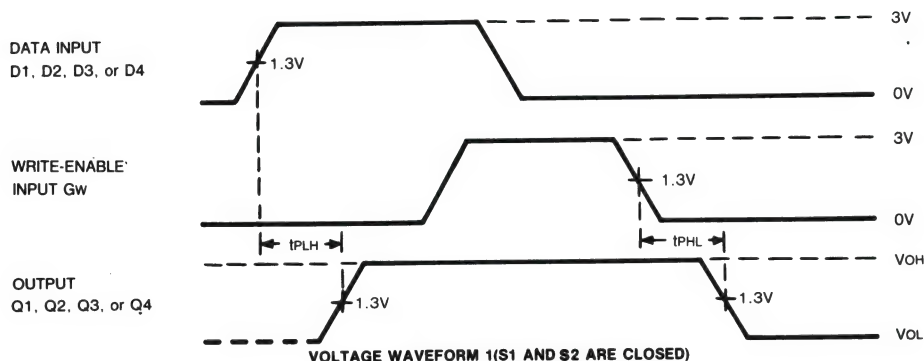 3V
DATA INPUT
D1, D2, D3, or D4
1.3V
0V
3V
WRITE-ENABLE
INPUT GW
1.3V
0V
tPLH
tPHL
VOH
OUTPUT
Q1, Q2, Q3, or Q4
1.3V
1.3V
VOL
VOLTAGE WAVEFORM 1(S1 AND S2 ARE CLOSED)